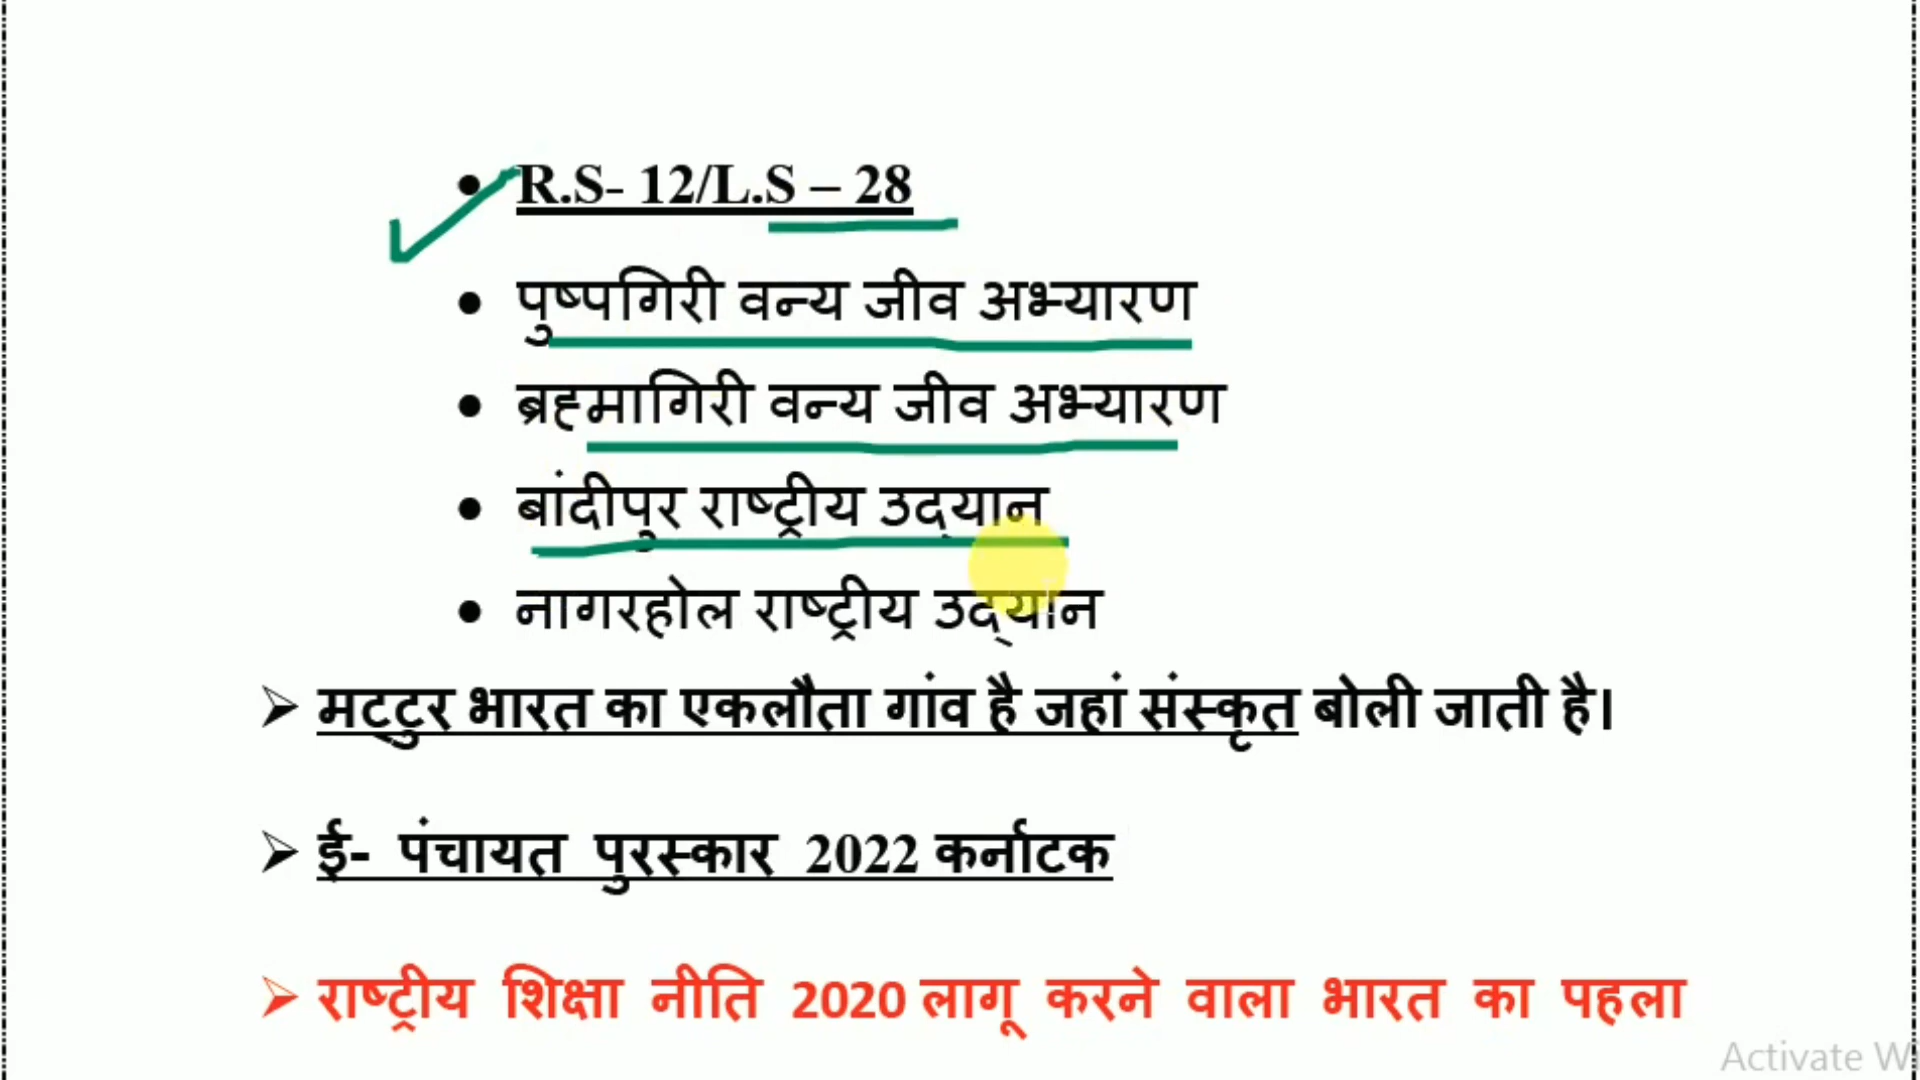 R.S- 12/L.S – 28
पुष्पगिरी वन्य जीव अभ्यारण
ब्रह्मागिरी वन्य जीव अभ्यारण
बांदीपुर राष्ट्रीय उद्यान
नागरहोल राष्ट्रीय उद्यान
मट्टुर भारत का एकलौता गांव है जहां संस्कृत बोली जाती है।
ई- पंचायत पुरस्कार 2022 कर्नाटक
राष्ट्रीय शिक्षा नीति 2020 लागू करने वाला भारत का पहला
Activate